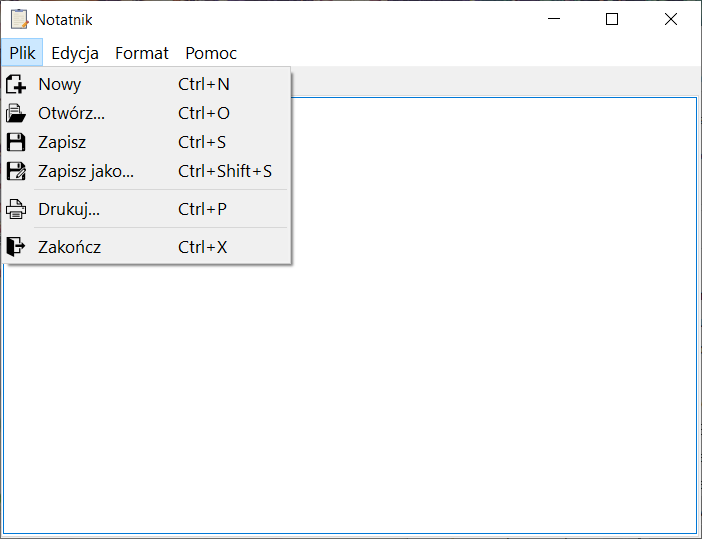 Notatnik
Plik Edycja Format Pomoc
Nowy Ctrl+N
Otwórz... Ctrl+O
Zapisz Ctrl+S
Zapisz jako... Ctrl+Shift+S
Drukuj... Ctrl+P
Zakończ Ctrl+X